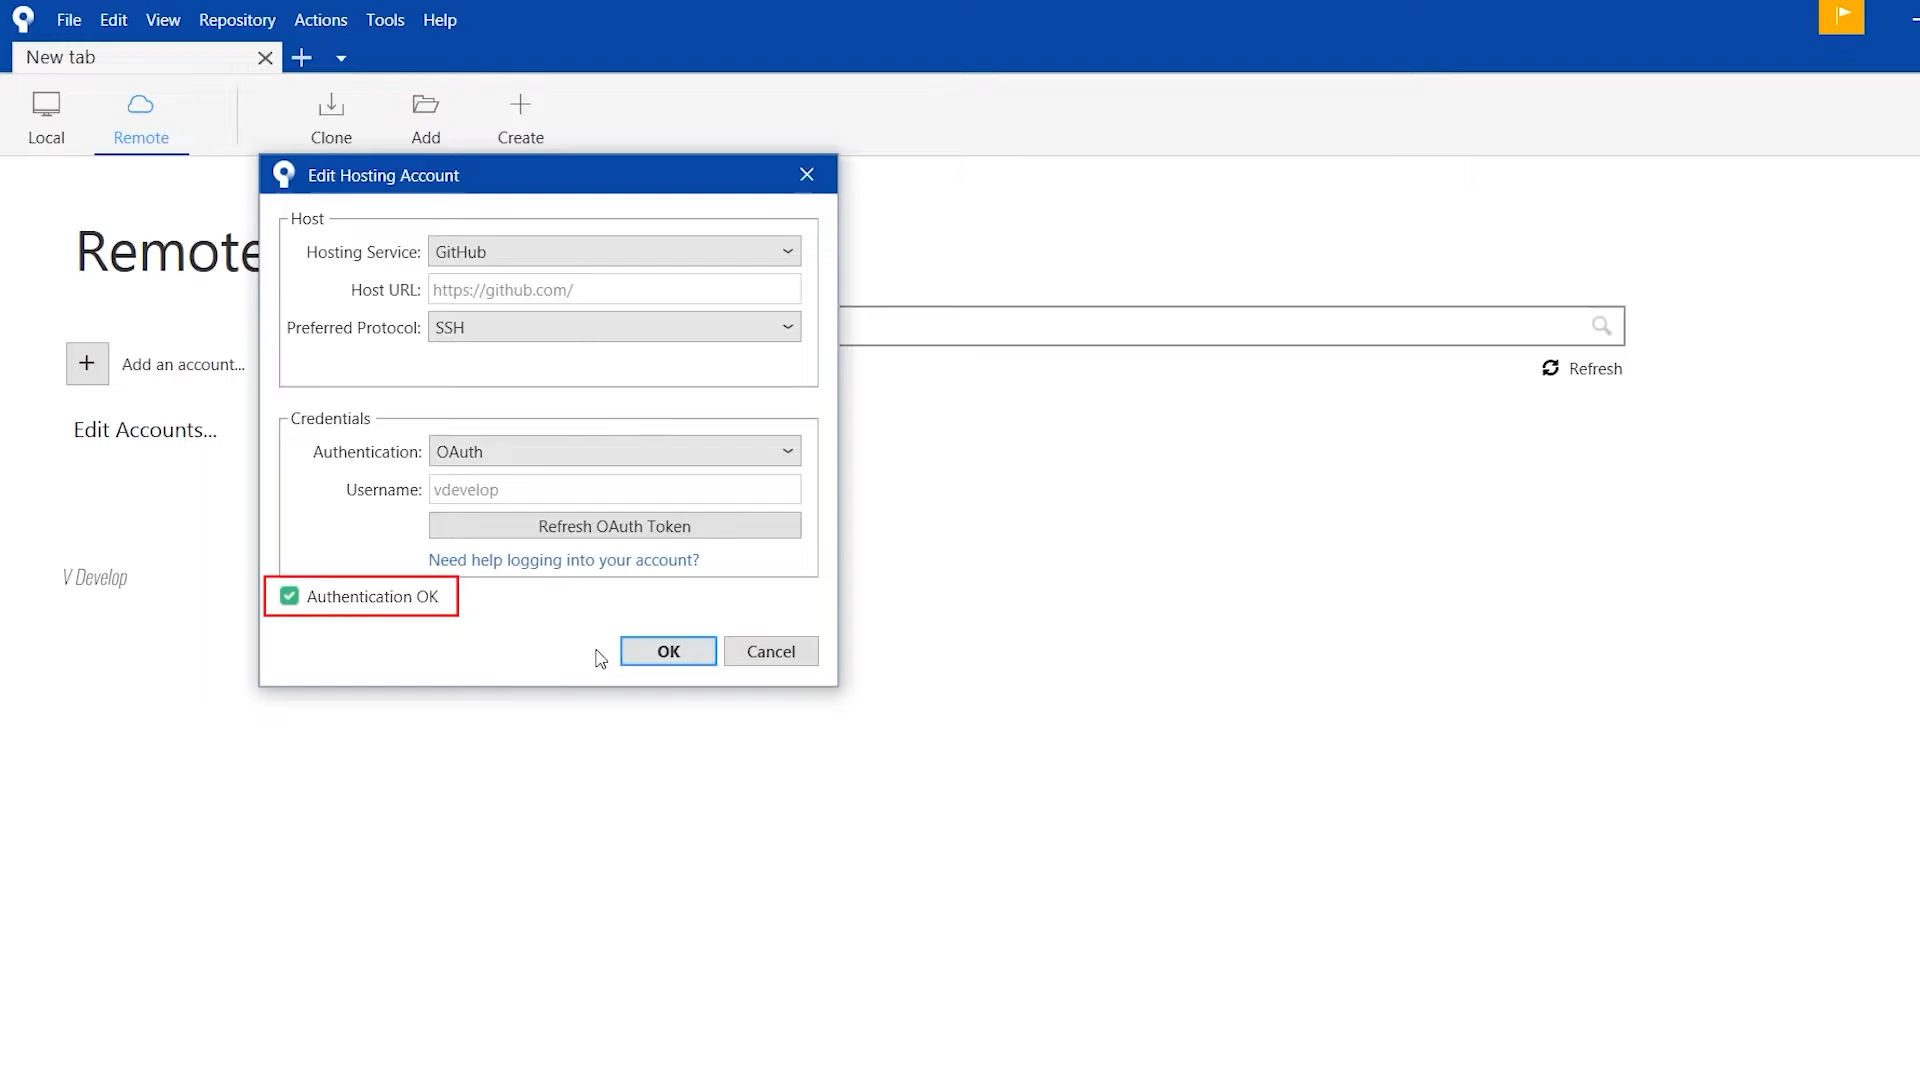 File Edit View Repository Actions Tools Help
New tab
Local Remote Clone Add Create
Edit Hosting Account
Remote
Host
Hosting Service: GitHub
Host URL: https://github.com/
Preferred Protocol: SSH
Add an account...
Refresh
Edit Accounts...
Credentials
Authentication: OAuth
Username: vdevelop
Refresh OAuth Token
Need help logging into your account?
V Develop
Authentication OK
OK Cancel